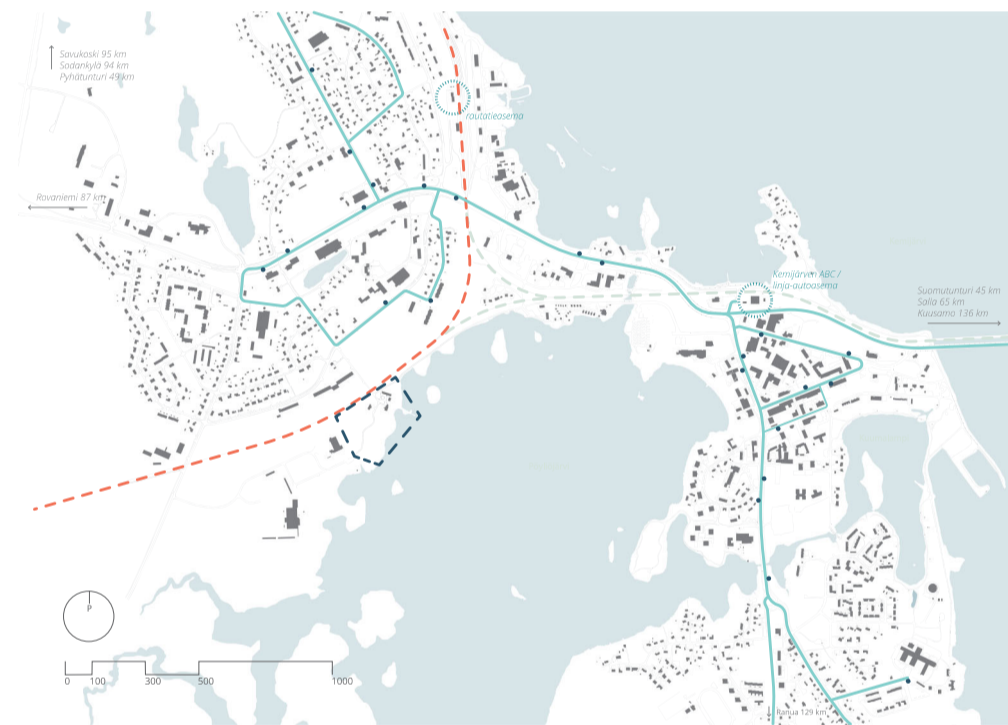 Savukoski 95 km
Sodankylä 94 km
Pyhätunturi 49 km
rautatieasema
Rovaniemi 87 km
Kemijärven ABC /
linja-autoasema
Suomutunturi 45 km
Salla 65 km
Kuusamo 136 km
P
0 100 300 500 1000
Ranua 129 km